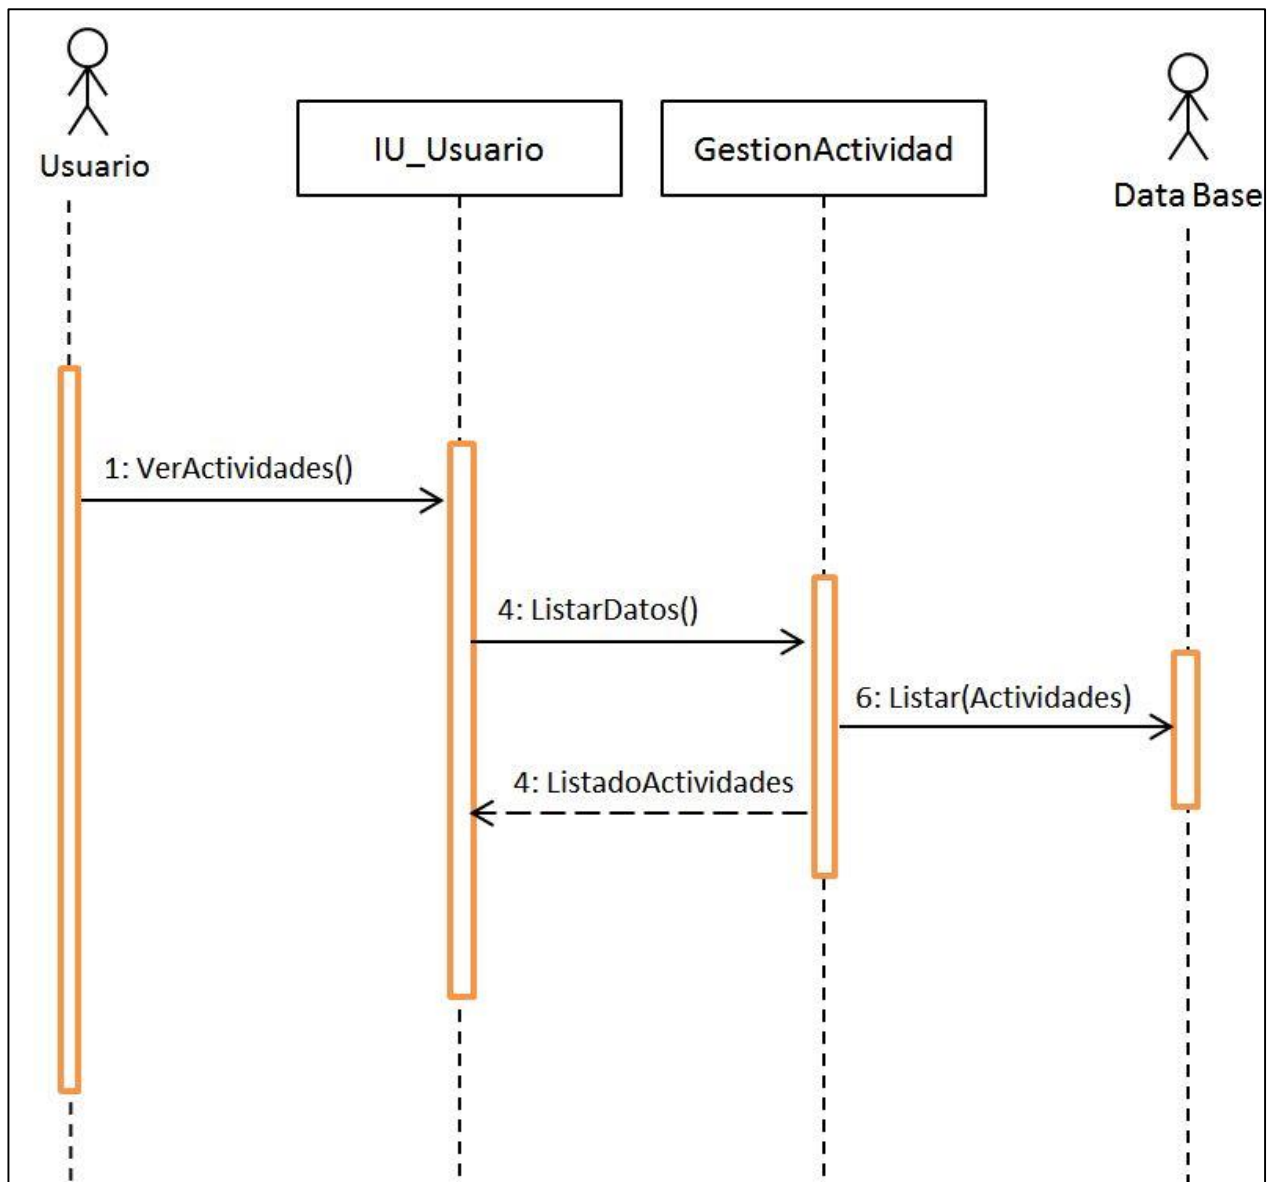 Usuario
IU_Usuario
GestionActividad
Data Base
1: VerActividades()
4: ListarDatos()
6: Listar(Actividades)
4: ListadoActividades